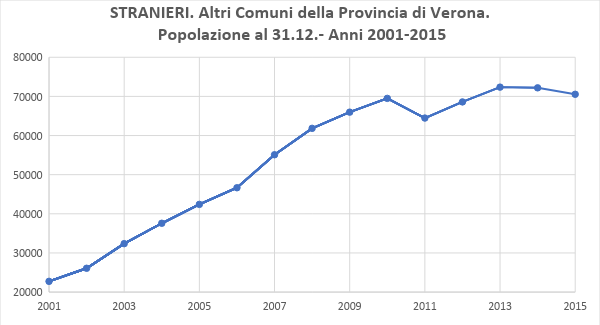 STRANIERI. Altri Comuni della Provincia di Verona.
Popolazione al 31.12.- Anni 2001-2015
80000
70000
60000
50000
40000
30000
20000
2001 2003 2005 2007 2009 2011 2013 2015